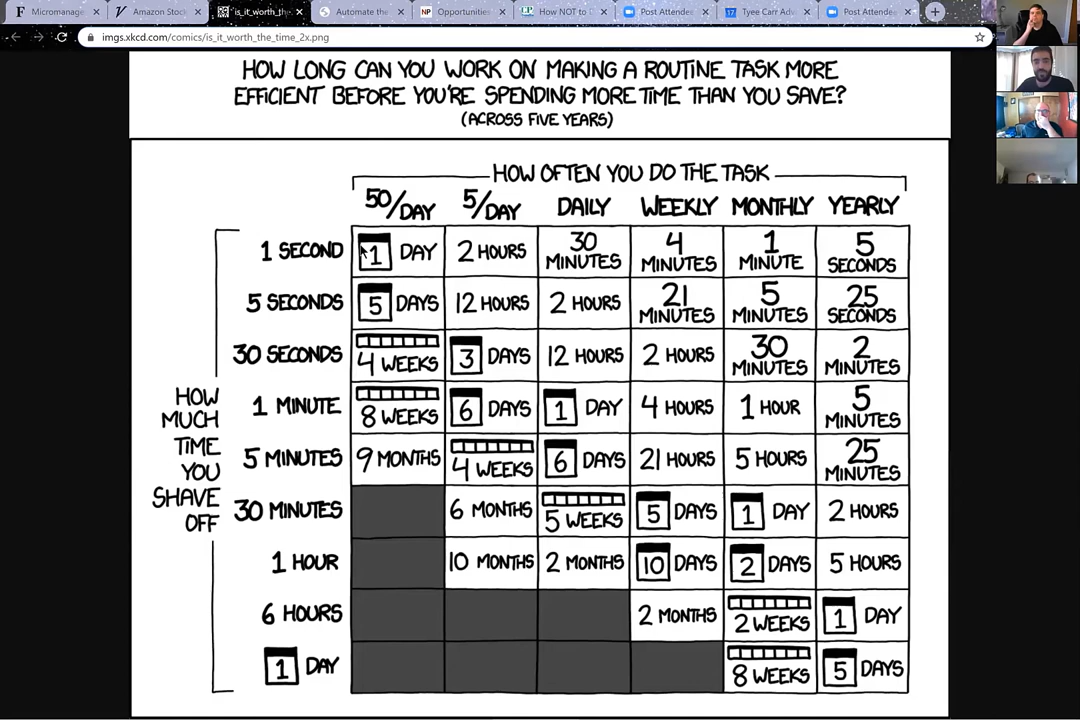 Micromanage
Amazon Stock
is_it_worth_the
Automate the
Opportunities
How NOT to
Post Attende
Tyee Carr Adv
Post Attende
imgs.xkcd.com/comics/is_it_worth_the_time_2x.png
HOW LONG CAN YOU WORK ON MAKING A ROUTINE TASK MORE
EFFICIENT BEFORE YOU'RE SPENDING MORE TIME THAN YOU SAVE?
(ACROSS FIVE YEARS)
HOW OFTEN YOU DO THE TASK
50/DAY 5/DAY DAILY WEEKLY MONTHLY YEARLY
HOW MUCH TIME YOU SHAVE OFF
1 SECOND 1 DAY 2 HOURS 30 MINUTES 4 MINUTES 1 MINUTE 5 SECONDS
5 SECONDS 5 DAYS 12 HOURS 2 HOURS 21 MINUTES 5 MINUTES 25 SECONDS
30 SECONDS 4 WEEKS 3 DAYS 12 HOURS 2 HOURS 30 MINUTES 2 MINUTES
1 MINUTE 8 WEEKS 6 DAYS 1 DAY 4 HOURS 1 HOUR 5 MINUTES
5 MINUTES 9 MONTHS 4 WEEKS 6 DAYS 21 HOURS 5 HOURS 25 MINUTES
30 MINUTES 6 MONTHS 5 WEEKS 5 DAYS 1 DAY 2 HOURS
1 HOUR 10 MONTHS 2 MONTHS 10 DAYS 2 DAYS 5 HOURS
6 HOURS 2 MONTHS 2 WEEKS 1 DAY
1 DAY 8 WEEKS 5 DAYS